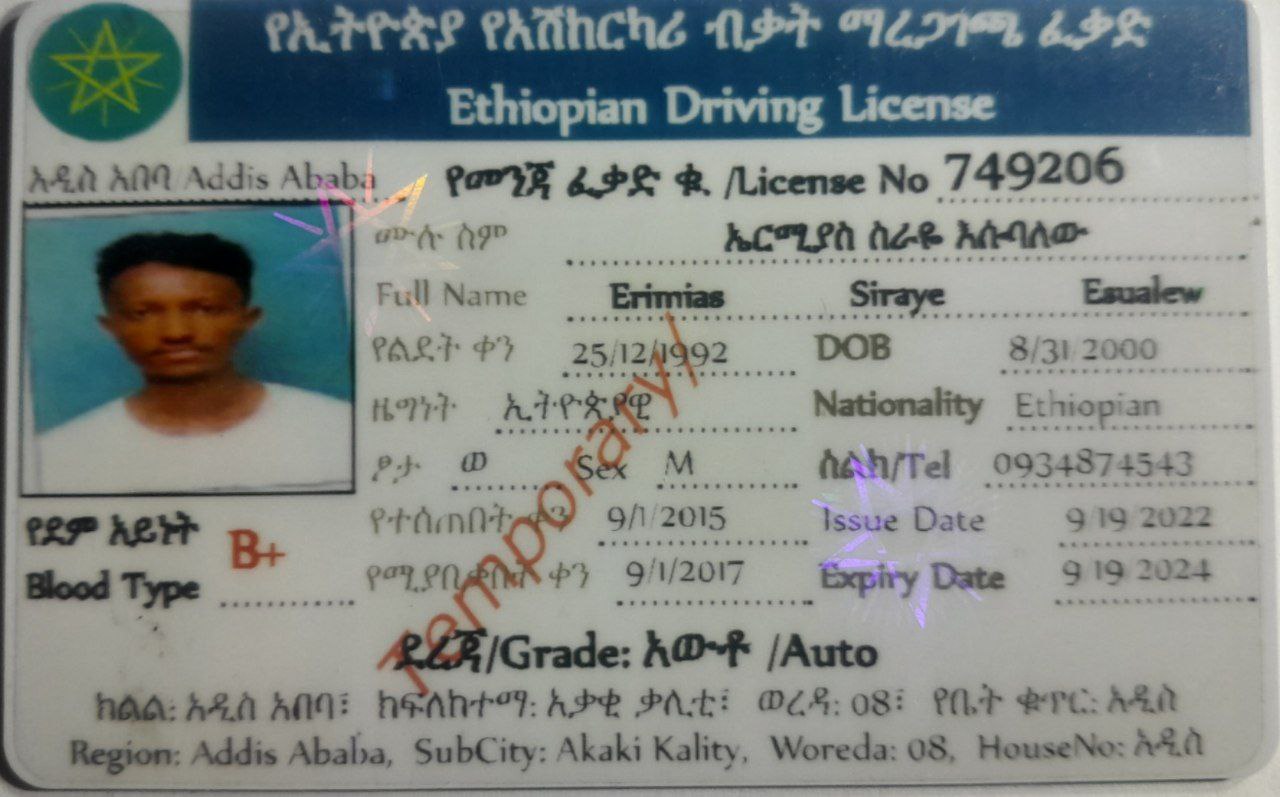 የኢትዮጵያ የአሽከርካሪ ብቃት ማረጋገጫ ፈቃድ
Ethiopian Driving License
አዲስ አበባ/Addis Ababa
የመንጃ ፈቃድ ቁ. /License No 749206
ሙሉ ስም ኤርሚያስ ስራዬ እሱባለው
Full Name Erimias Siraye Esualew
የልደት ቀን 25/12/1992 DOB 8/31/2000
ዜግነት ኢትዮጵያዊ Nationality Ethiopian
ፆታ ወ Sex M ስልክ/Tel 0934874543
የተሰጠበት ቀን 9/1/2015 Issue Date 9/19/2022
የሚያበቃበት ቀን 9/1/2017 Expiry Date 9/19/2024
የደም አይነት
B+
Blood Type
Temporary/
ደረጃ/Grade: አውቶ /Auto
ክልል: አዲስ አበባ፤ ክፍለከተማ: አቃቂ ቃሊቲ፤ ወረዳ: 08፤ የቤት ቁጥር: አዲስ
Region: Addis Ababa, SubCity: Akaki Kality, Woreda: 08, HouseNo: አዲስ